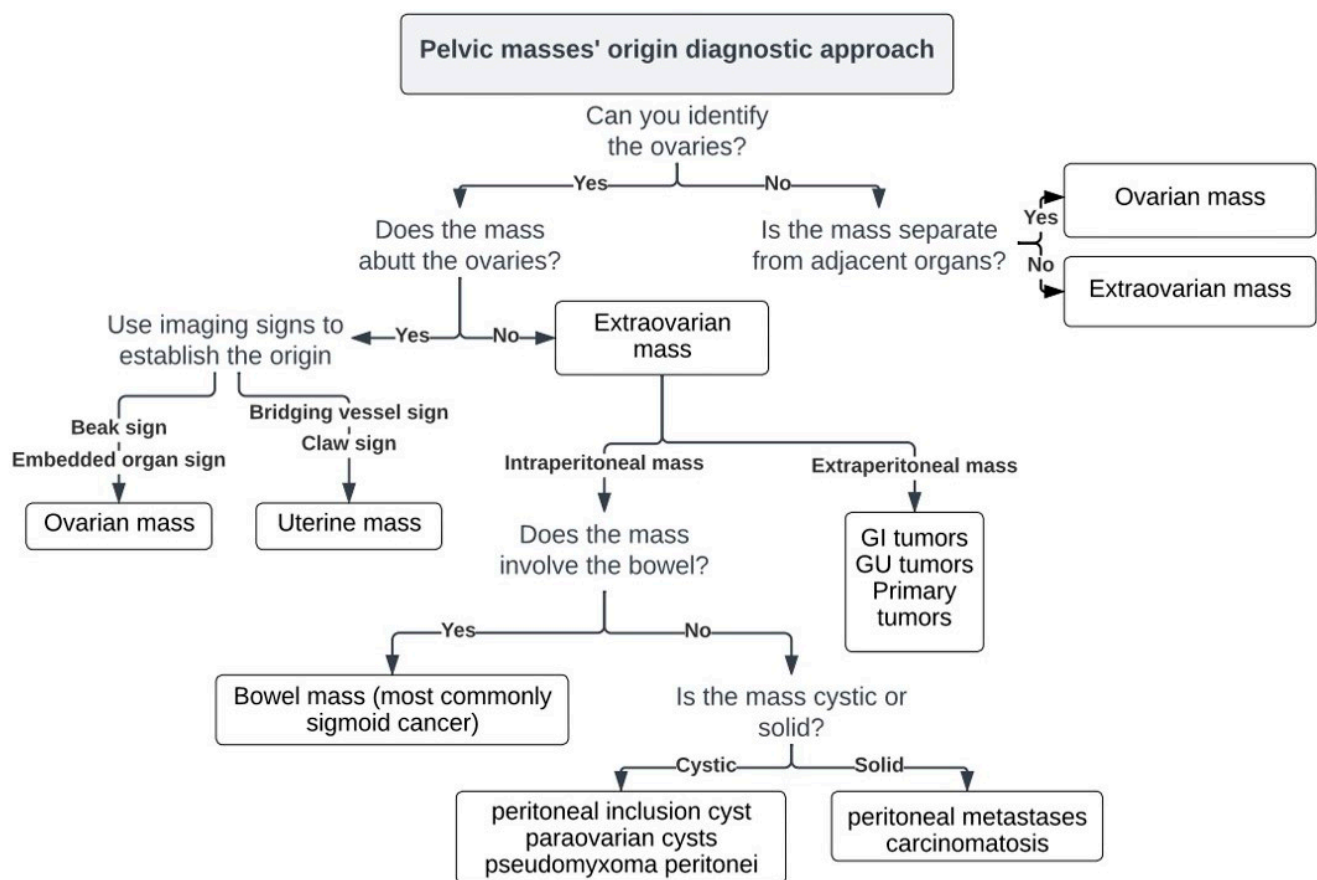 Pelvic masses' origin diagnostic approach
Can you identify
the ovaries?
Yes
No
Does the mass
abutt the ovaries?
Is the mass separate
from adjacent organs?
Yes
Ovarian mass
No
Extraovarian mass
Use imaging signs to
establish the origin
Yes
No
Extraovarian
mass
Beak sign
Embedded organ sign
Bridging vessel sign
Claw sign
Ovarian mass
Uterine mass
Intraperitoneal mass
Extraperitoneal mass
Does the mass
involve the bowel?
GI tumors
GU tumors
Primary
tumors
Yes
No
Bowel mass (most commonly
sigmoid cancer)
Is the mass cystic or
solid?
Cystic
Solid
peritoneal inclusion cyst
paraovarian cysts
pseudomyxoma peritonei
peritoneal metastases
carcinomatosis